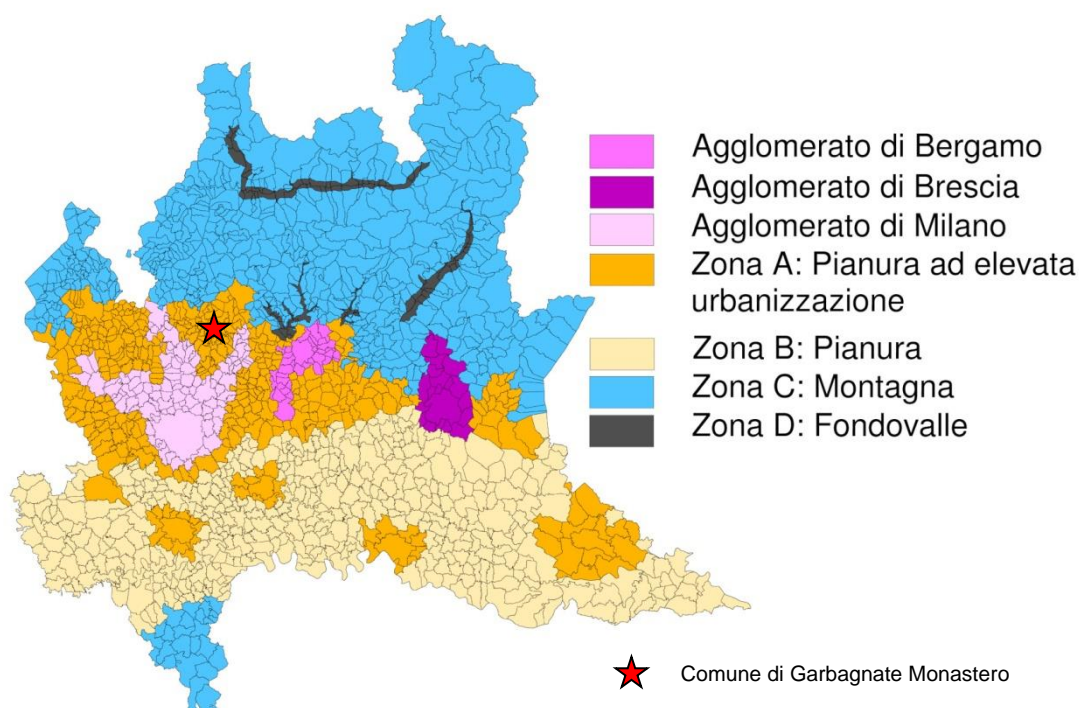 Agglomerato di Bergamo
Agglomerato di Brescia
Agglomerato di Milano
Zona A: Pianura ad elevata
urbanizzazione
Zona B: Pianura
Zona C: Montagna
Zona D: Fondovalle
Comune di Garbagnate Monastero